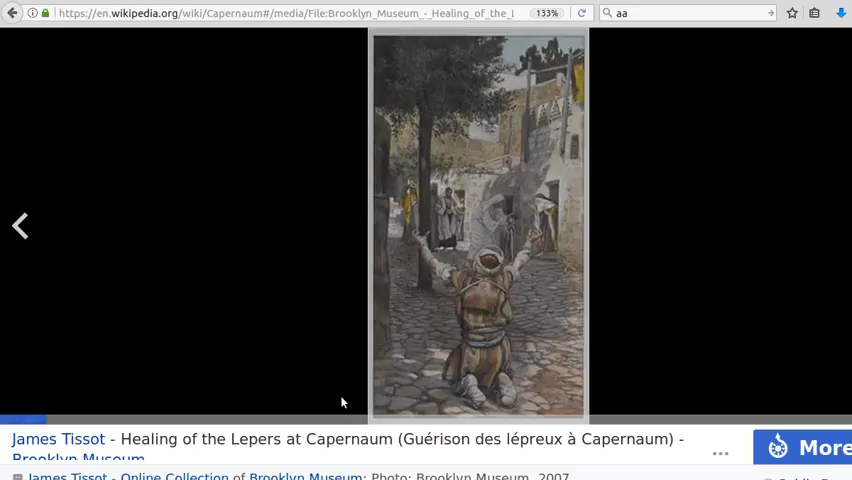 https://en.wikipedia.org/wiki/Capernaum#/media/File:Brooklyn_Museum_-_Healing_of_the_L
133%
aa
James Tissot - Healing of the Lepers at Capernaum (Guérison des lépreux à Capernaum) -
Brooklyn Museum
More
James Tissot - Online Collection of Brooklyn Museum; Photo: Brooklyn Museum, 2007